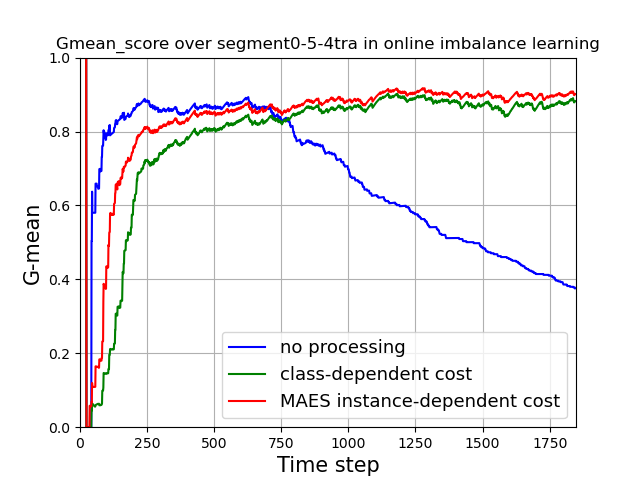 Gmean_score over segment0-5-4tra in online imbalance learning
1.0
0.8
0.6
0.4
0.2
0.0
G-mean
no processing
class-dependent cost
MAES instance-dependent cost
0 250 500 750 1000 1250 1500 1750
Time step